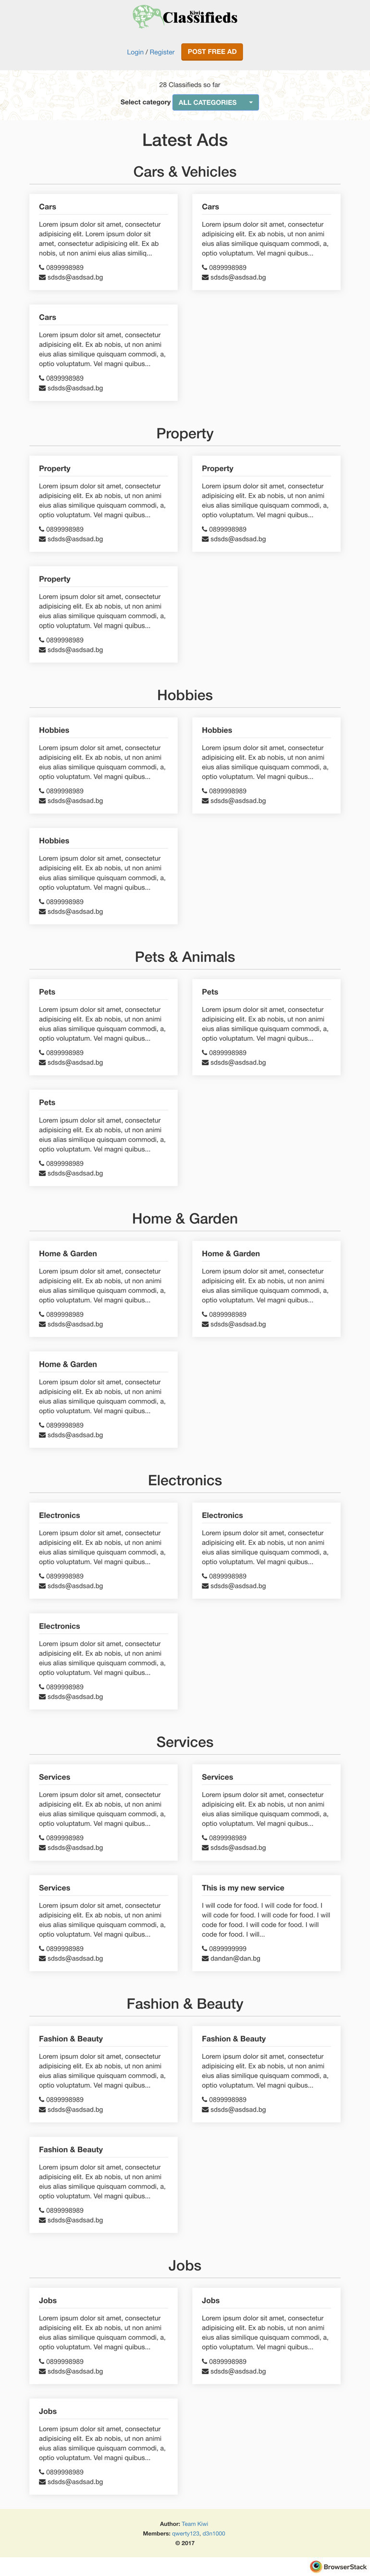 Kiwi
Classifieds
Login / Register
POST FREE AD
28 Classifieds so far
Select category ALL CATEGORIES
Latest Ads
Cars & Vehicles
Cars
Lorem ipsum dolor sit amet, consectetur
adipisicing elit. Lorem ipsum dolor sit
amet, consectetur adipisicing elit. Ex ab
nobis, ut non animi eius alias similiq...
0899998989
sdsds@asdsad.bg
Cars
Lorem ipsum dolor sit amet, consectetur
adipisicing elit. Ex ab nobis, ut non animi
eius alias similique quisquam commodi, a,
optio voluptatum. Vel magni quibus...
0899998989
sdsds@asdsad.bg
Cars
Lorem ipsum dolor sit amet, consectetur
adipisicing elit. Ex ab nobis, ut non animi
eius alias similique quisquam commodi, a,
optio voluptatum. Vel magni quibus...
0899998989
sdsds@asdsad.bg
Property
Property
Lorem ipsum dolor sit amet, consectetur
adipisicing elit. Ex ab nobis, ut non animi
eius alias similique quisquam commodi, a,
optio voluptatum. Vel magni quibus...
0899998989
sdsds@asdsad.bg
Property
Lorem ipsum dolor sit amet, consectetur
adipisicing elit. Ex ab nobis, ut non animi
eius alias similique quisquam commodi, a,
optio voluptatum. Vel magni quibus...
0899998989
sdsds@asdsad.bg
Property
Lorem ipsum dolor sit amet, consectetur
adipisicing elit. Ex ab nobis, ut non animi
eius alias similique quisquam commodi, a,
optio voluptatum. Vel magni quibus...
0899998989
sdsds@asdsad.bg
Hobbies
Hobbies
Lorem ipsum dolor sit amet, consectetur
adipisicing elit. Ex ab nobis, ut non animi
eius alias similique quisquam commodi, a,
optio voluptatum. Vel magni quibus...
0899998989
sdsds@asdsad.bg
Hobbies
Lorem ipsum dolor sit amet, consectetur
adipisicing elit. Ex ab nobis, ut non animi
eius alias similique quisquam commodi, a,
optio voluptatum. Vel magni quibus...
0899998989
sdsds@asdsad.bg
Hobbies
Lorem ipsum dolor sit amet, consectetur
adipisicing elit. Ex ab nobis, ut non animi
eius alias similique quisquam commodi, a,
optio voluptatum. Vel magni quibus...
0899998989
sdsds@asdsad.bg
Pets & Animals
Pets
Lorem ipsum dolor sit amet, consectetur
adipisicing elit. Ex ab nobis, ut non animi
eius alias similique quisquam commodi, a,
optio voluptatum. Vel magni quibus...
0899998989
sdsds@asdsad.bg
Pets
Lorem ipsum dolor sit amet, consectetur
adipisicing elit. Ex ab nobis, ut non animi
eius alias similique quisquam commodi, a,
optio voluptatum. Vel magni quibus...
0899998989
sdsds@asdsad.bg
Pets
Lorem ipsum dolor sit amet, consectetur
adipisicing elit. Ex ab nobis, ut non animi
eius alias similique quisquam commodi, a,
optio voluptatum. Vel magni quibus...
0899998989
sdsds@asdsad.bg
Home & Garden
Home & Garden
Lorem ipsum dolor sit amet, consectetur
adipisicing elit. Ex ab nobis, ut non animi
eius alias similique quisquam commodi, a,
optio voluptatum. Vel magni quibus...
0899998989
sdsds@asdsad.bg
Home & Garden
Lorem ipsum dolor sit amet, consectetur
adipisicing elit. Ex ab nobis, ut non animi
eius alias similique quisquam commodi, a,
optio voluptatum. Vel magni quibus...
0899998989
sdsds@asdsad.bg
Home & Garden
Lorem ipsum dolor sit amet, consectetur
adipisicing elit. Ex ab nobis, ut non animi
eius alias similique quisquam commodi, a,
optio voluptatum. Vel magni quibus...
0899998989
sdsds@asdsad.bg
Electronics
Electronics
Lorem ipsum dolor sit amet, consectetur
adipisicing elit. Ex ab nobis, ut non animi
eius alias similique quisquam commodi, a,
optio voluptatum. Vel magni quibus...
0899998989
sdsds@asdsad.bg
Electronics
Lorem ipsum dolor sit amet, consectetur
adipisicing elit. Ex ab nobis, ut non animi
eius alias similique quisquam commodi, a,
optio voluptatum. Vel magni quibus...
0899998989
sdsds@asdsad.bg
Electronics
Lorem ipsum dolor sit amet, consectetur
adipisicing elit. Ex ab nobis, ut non animi
eius alias similique quisquam commodi, a,
optio voluptatum. Vel magni quibus...
0899998989
sdsds@asdsad.bg
Services
Services
Lorem ipsum dolor sit amet, consectetur
adipisicing elit. Ex ab nobis, ut non animi
eius alias similique quisquam commodi, a,
optio voluptatum. Vel magni quibus...
0899998989
sdsds@asdsad.bg
Services
Lorem ipsum dolor sit amet, consectetur
adipisicing elit. Ex ab nobis, ut non animi
eius alias similique quisquam commodi, a,
optio voluptatum. Vel magni quibus...
0899998989
sdsds@asdsad.bg
Services
Lorem ipsum dolor sit amet, consectetur
adipisicing elit. Ex ab nobis, ut non animi
eius alias similique quisquam commodi, a,
optio voluptatum. Vel magni quibus...
0899998989
sdsds@asdsad.bg
This is my new service
I will code for food. I will code for food. I
will code for food. I will code for food. I will
code for food. I will code for food. I will
code for food. I will...
0899999999
dandan@dan.bg
Fashion & Beauty
Fashion & Beauty
Lorem ipsum dolor sit amet, consectetur
adipisicing elit. Ex ab nobis, ut non animi
eius alias similique quisquam commodi, a,
optio voluptatum. Vel magni quibus...
0899998989
sdsds@asdsad.bg
Fashion & Beauty
Lorem ipsum dolor sit amet, consectetur
adipisicing elit. Ex ab nobis, ut non animi
eius alias similique quisquam commodi, a,
optio voluptatum. Vel magni quibus...
0899998989
sdsds@asdsad.bg
Fashion & Beauty
Lorem ipsum dolor sit amet, consectetur
adipisicing elit. Ex ab nobis, ut non animi
eius alias similique quisquam commodi, a,
optio voluptatum. Vel magni quibus...
0899998989
sdsds@asdsad.bg
Jobs
Jobs
Lorem ipsum dolor sit amet, consectetur
adipisicing elit. Ex ab nobis, ut non animi
eius alias similique quisquam commodi, a,
optio voluptatum. Vel magni quibus...
0899998989
sdsds@asdsad.bg
Jobs
Lorem ipsum dolor sit amet, consectetur
adipisicing elit. Ex ab nobis, ut non animi
eius alias similique quisquam commodi, a,
optio voluptatum. Vel magni quibus...
0899998989
sdsds@asdsad.bg
Jobs
Lorem ipsum dolor sit amet, consectetur
adipisicing elit. Ex ab nobis, ut non animi
eius alias similique quisquam commodi, a,
optio voluptatum. Vel magni quibus...
0899998989
sdsds@asdsad.bg
Author: Team Kiwi
Members: qwerty123, d3n1000
© 2017
BrowserStack